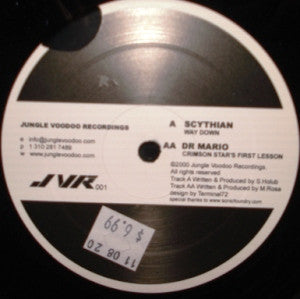 JUNGLE VOODOO RECORDINGS
e info@junglevoodoo.com
p 1 310 281-7489
w www.junglevoodoo.com
JVR 001
A SCYTHIAN
WAY DOWN
AA DR MARIO
CRIMSON STAR'S FIRST LESSON
©2000 Jungle Voodoo Recordings.
All rights reserved
Track A Written & Produced by S.Holub
Track AA Written & Produced by M.Rosa
design by Terminal72
special thanks to www.sonicfoundry.com
$ 6.99
11 08 20